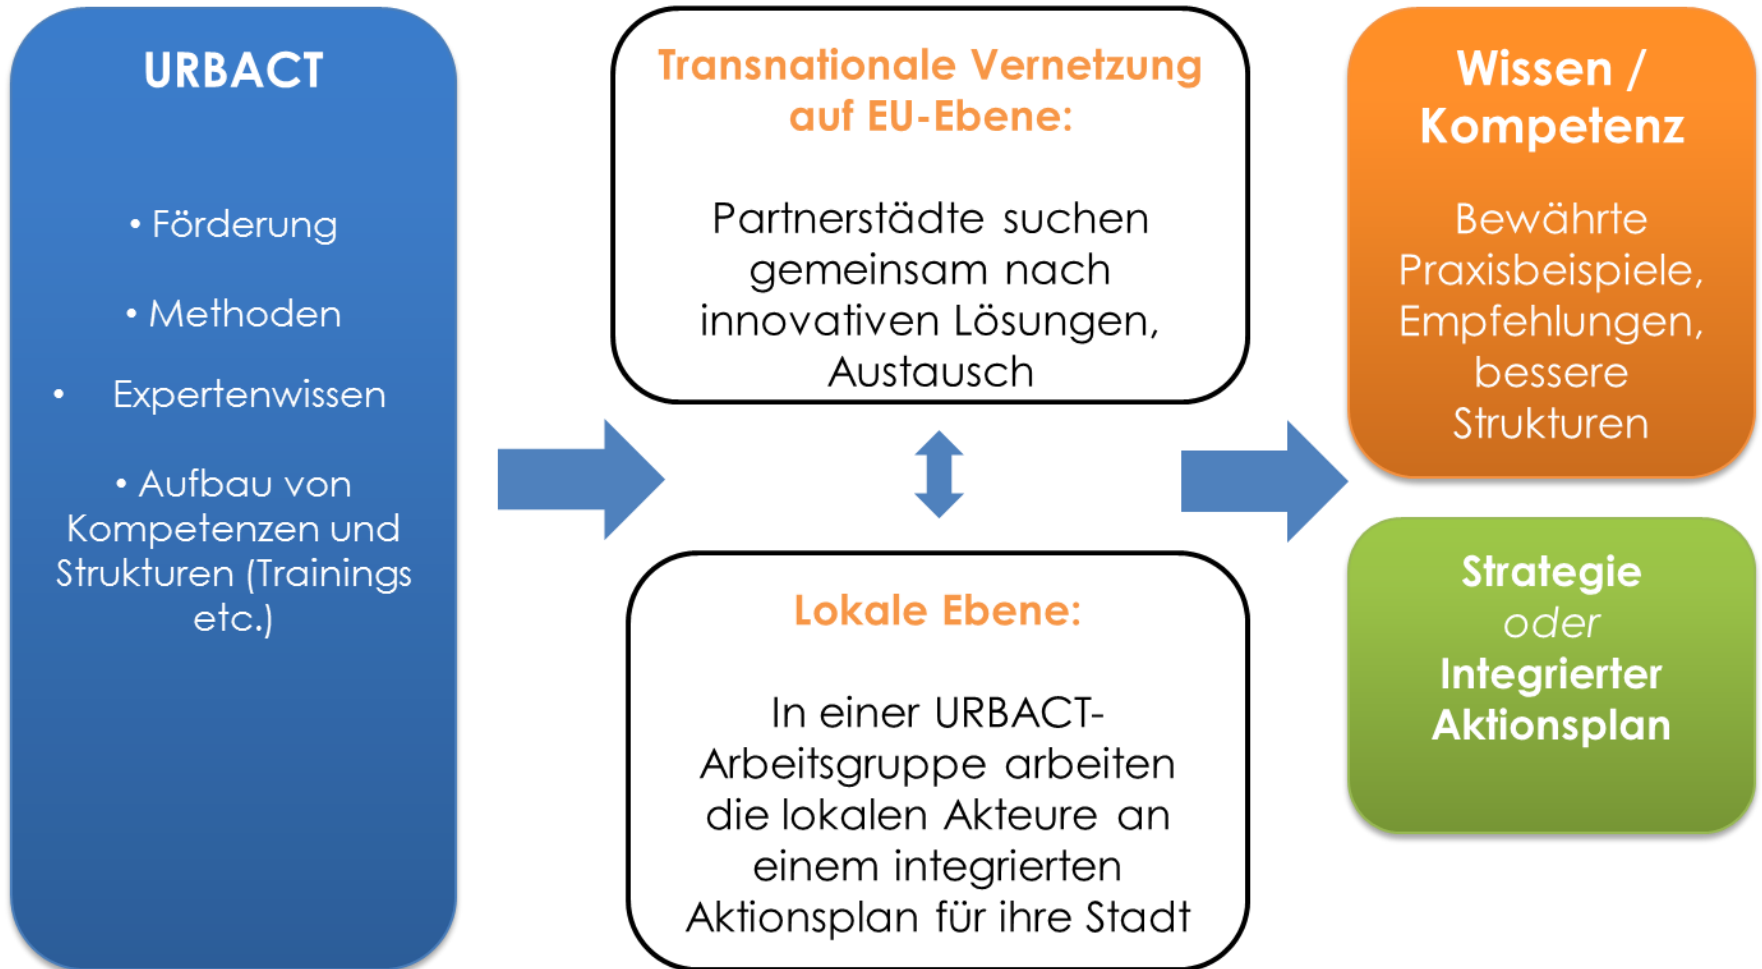 URBACT
• Förderung
• Methoden
• Expertenwissen
• Aufbau von
Kompetenzen und
Strukturen (Trainings
etc.)
Transnationale Vernetzung
auf EU-Ebene:
Partnerstädte suchen
gemeinsam nach
innovativen Lösungen,
Austausch
Lokale Ebene:
In einer URBACT-
Arbeitsgruppe arbeiten
die lokalen Akteure an
einem integrierten
Aktionsplan für ihre Stadt
Wissen /
Kompetenz
Bewährte
Praxisbeispiele,
Empfehlungen,
bessere
Strukturen
Strategie
oder
Integrierter
Aktionsplan